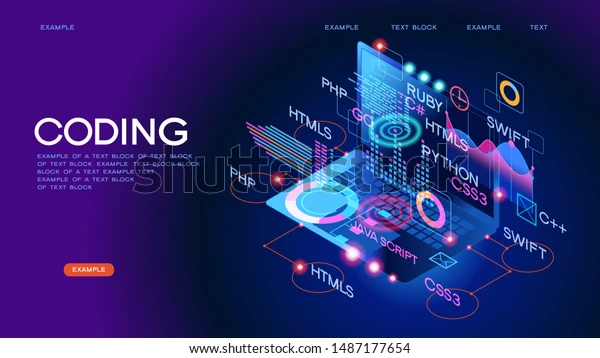 EXAMPLE
EXAMPLE
TEXT BLOCK
EXAMPLE
TEXT
CODING
EXAMPLE OF A TEXT BLOCK OF TEXT BLOCK
OF TEXT BLOCK. EXAMPLE TEXT BLOCK
BLOCK OF A TEXT EXAMPLE TEXT.
EXAMPLE OF A TEXT BLOCK
OF TEXT BLOCK
EXAMPLE
PHP
RUBY
C#
GO
HTML5
HTML5
SWIFT
PYTHON
CSS3
PHP
C++
SWIFT
JAVA SCRIPT
HTML5
CSS3
shutterstock
shutterstock.com · 1487177654